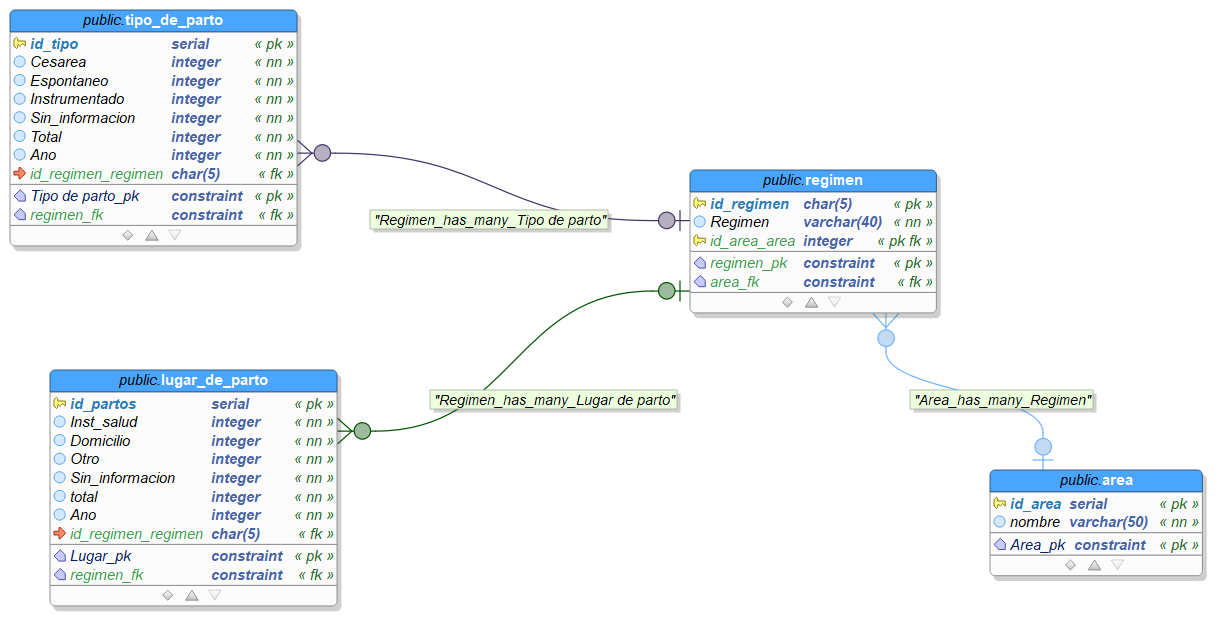 public.tipo_de_parto
id_tipo serial « pk »
Cesarea integer « nn »
Espontaneo integer « nn »
Instrumentado integer « nn »
Sin_informacion integer « nn »
Total integer « nn »
Ano integer « nn »
id_regimen_regimen char(5) « fk »
Tipo de parto_pk constraint « pk »
regimen_fk constraint « fk »
"Regimen_has_many_Tipo de parto"
public.regimen
id_regimen char(5) « pk »
Regimen varchar(40) « nn »
id_area_area integer « pk fk »
regimen_pk constraint « pk »
area_fk constraint « fk »
public.lugar_de_parto
id_partos serial « pk »
Inst_salud integer « nn »
Domicilio integer « nn »
Otro integer « nn »
Sin_informacion integer « nn »
total integer « nn »
Ano integer « nn »
id_regimen_regimen char(5) « fk »
Lugar_pk constraint « pk »
regimen_fk constraint « fk »
"Regimen_has_many_Lugar de parto"
"Area_has_many_Regimen"
public.area
id_area serial « pk »
nombre varchar(50) « nn »
Area_pk constraint « pk »